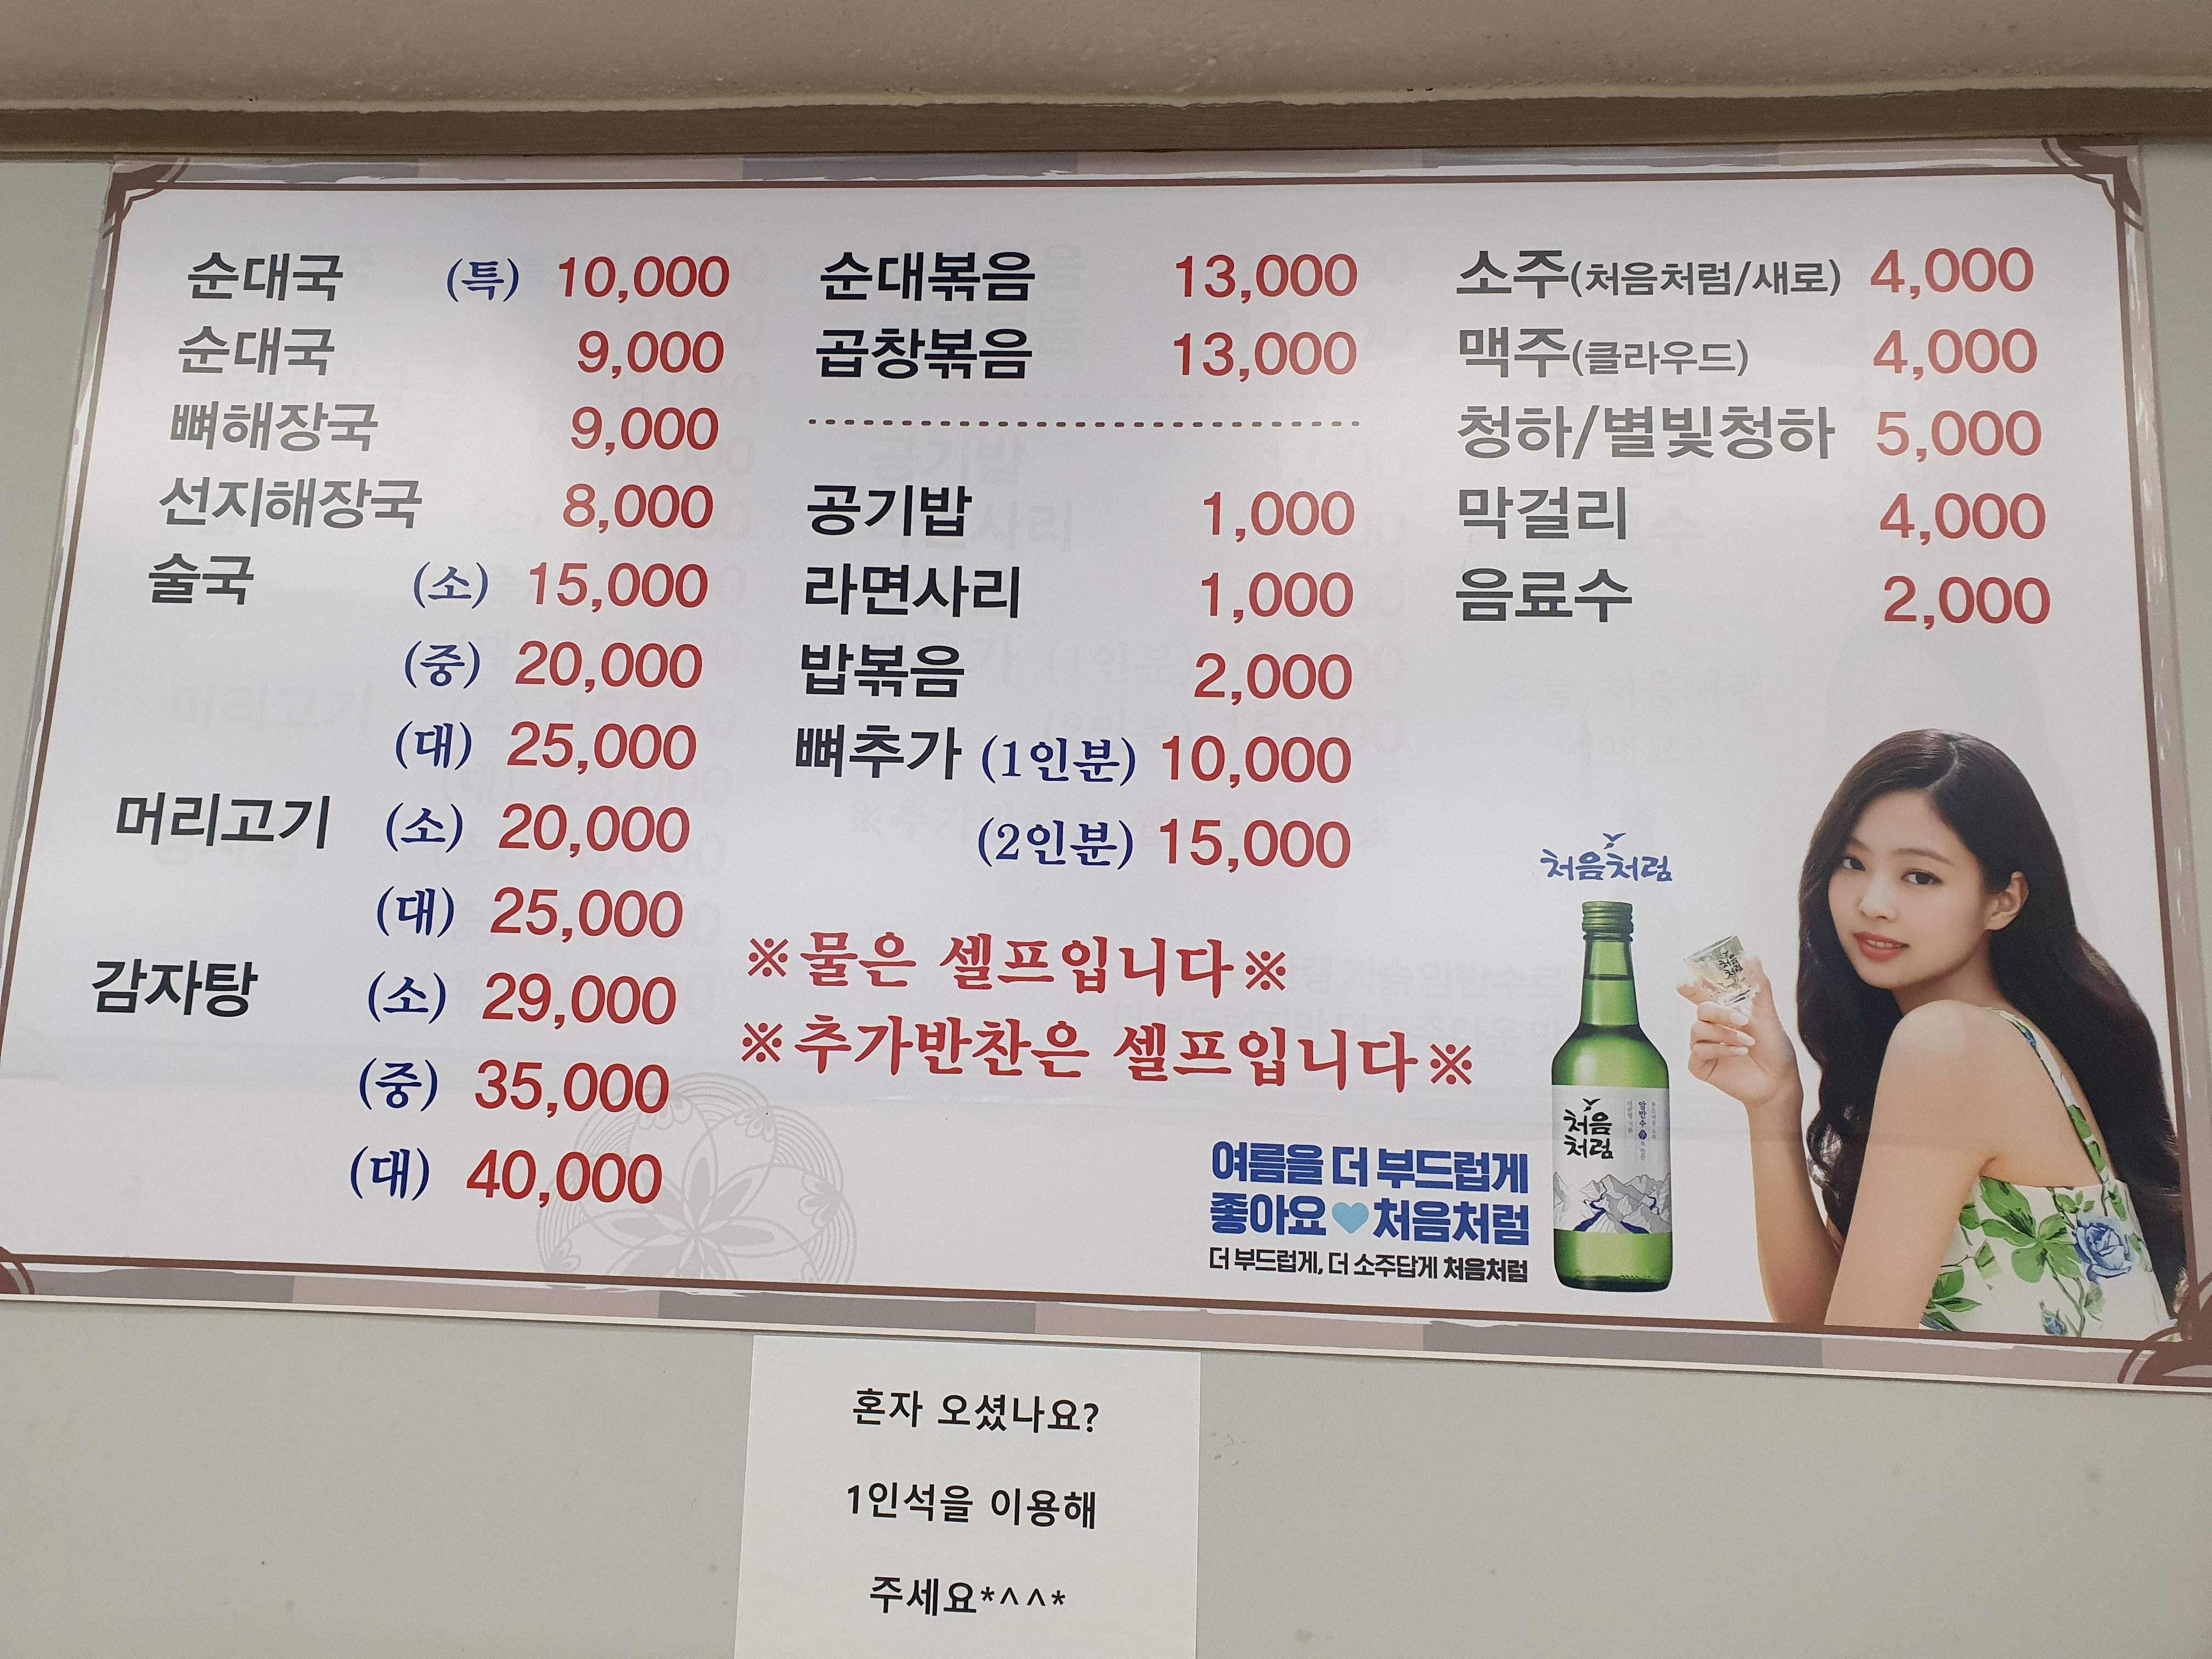 순대국 (특) 10,000
순대국 9,000
뼈해장국 9,000
선지해장국 8,000
술국 (소) 15,000
(중) 20,000
(대) 25,000
머리고기 (소) 20,000
(대) 25,000
감자탕 (소) 29,000
(중) 35,000
(대) 40,000
순대볶음 13,000
곱창볶음 13,000
공기밥 1,000
라면사리 1,000
밥볶음 2,000
뼈추가 (1인분) 10,000
(2인분) 15,000
※물은 셀프입니다※
※추가반찬은 셀프입니다※
소주(처음처럼/새로) 4,000
맥주(클라우드) 4,000
청하/별빛청하 5,000
막걸리 4,000
음료수 2,000
처음처럼
처음
처럼
암반수
처음
처럼
여름을 더 부드럽게
좋아요🩵처음처럼
더 부드럽게, 더 소주답게 처음처럼
혼자 오셨나요?
1인석을 이용해
주세요*^^*